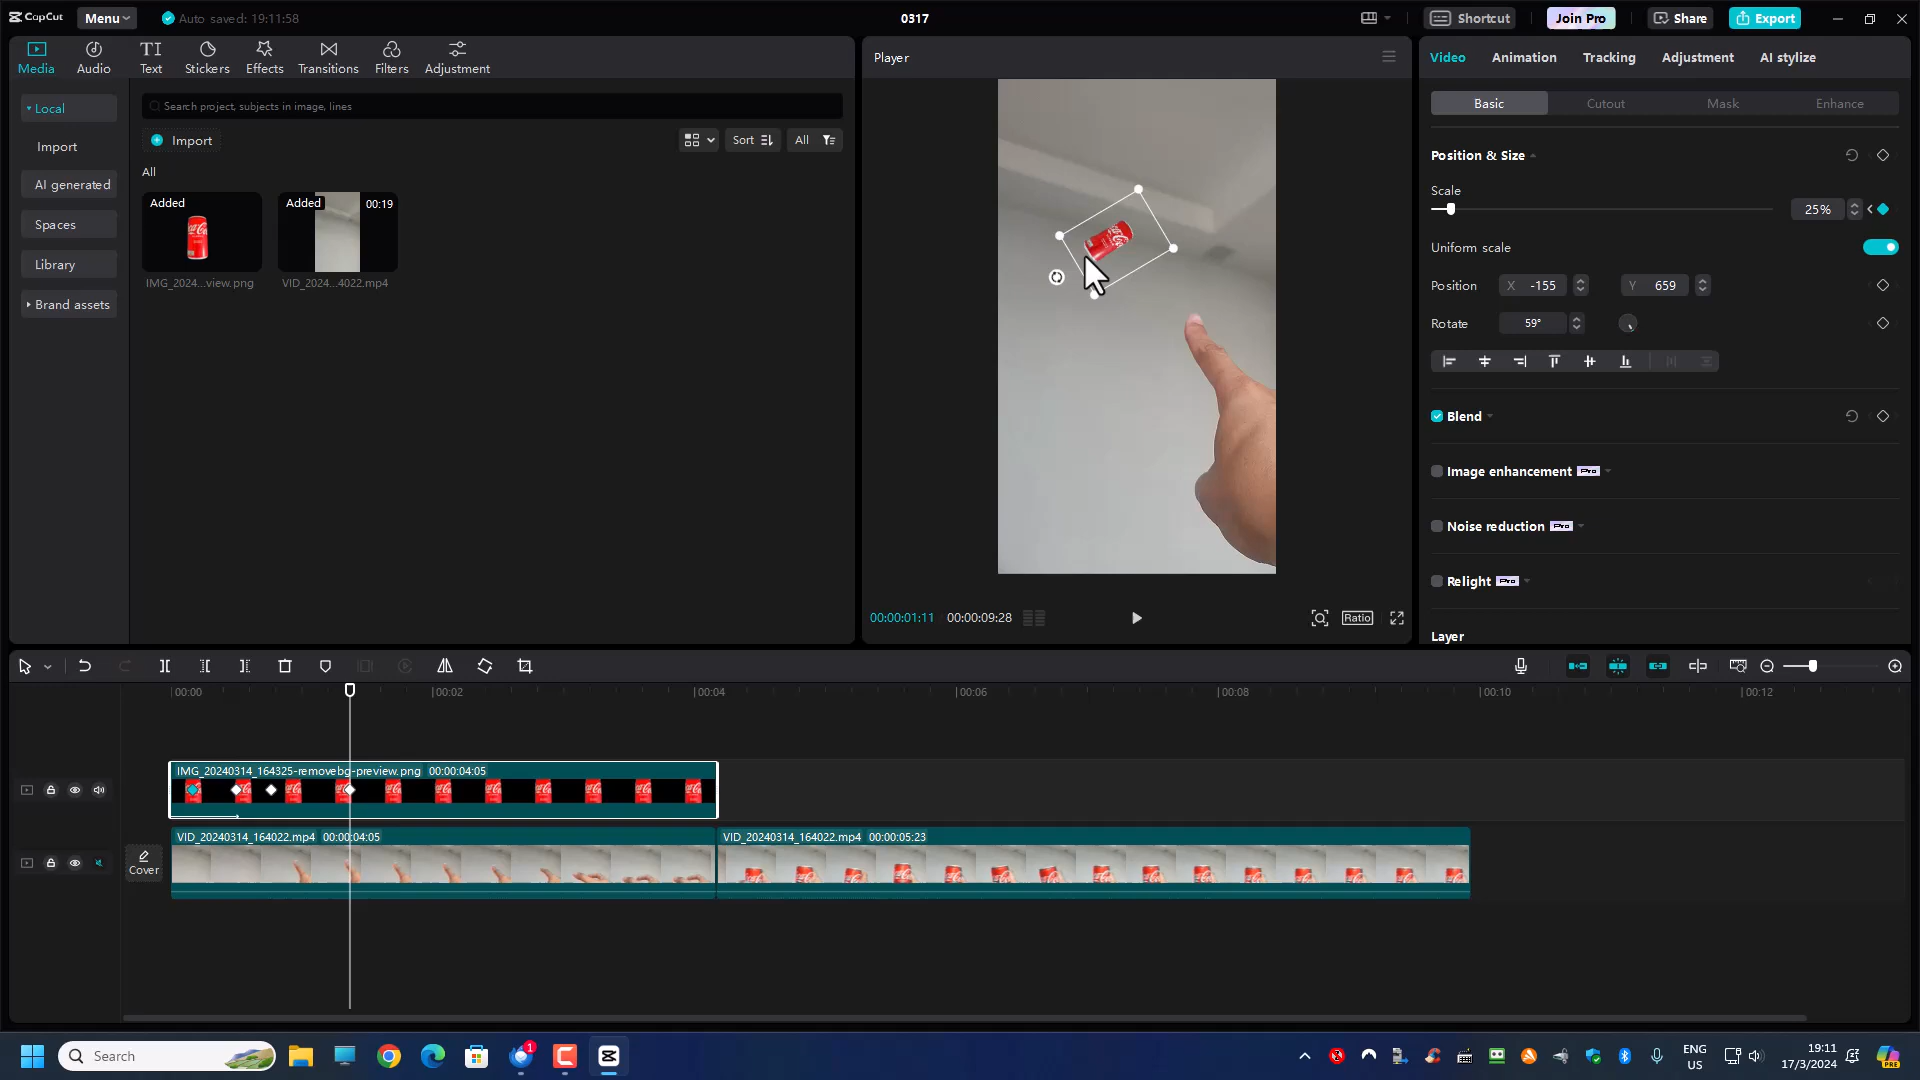 CapCut
Menu
Auto saved: 19:11:58
0317
Shortcut
Join Pro
Share
Export
Media
Audio
TI
Text
Stickers
Effects
Transitions
Filters
Adjustment
Player
Video
Animation
Tracking
Adjustment
AI stylize
Local
Import
AI generated
Spaces
Library
Brand assets
Search project, subjects in image, lines
Import
Sort
All
All
Added
IMG_2024...view.png
Added
00:19
VID_2024...4022.mp4
Basic
Cutout
Mask
Enhance
Position & Size
Scale
25%
Uniform scale
Position
X -155
Y 659
Rotate
59°
Blend
Image enhancement Pro
Noise reduction Pro
Relight Pro
Layer
00:00:01:11
00:00:09:28
Ratio
00:00
00:02
00:04
00:06
00:08
00:10
00:12
IMG_20240314_164325-removebg-preview.png 00:00:04:05
Cover
VID_20240314_164022.mp4 00:00:04:05
VID_20240314_164022.mp4 00:00:05:23
Search
1
ENG
US
19:11
17/3/2024
PRE